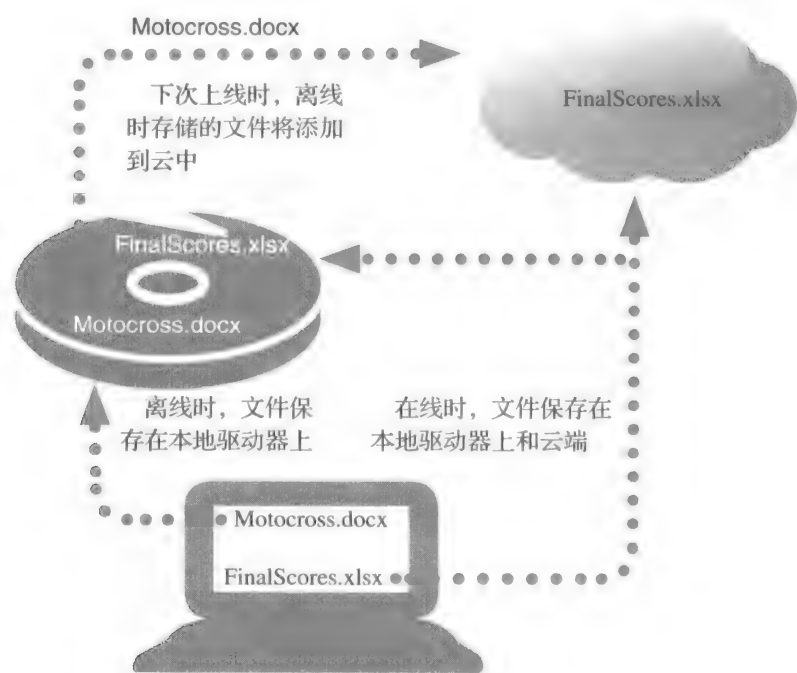 Motocross.docx
下次上线时，离线
时存储的文件将添加
到云中
FinalScores.xlsx
FinalScores.xlsx
Motocross.docx
离线时，文件保
存在本地驱动器上
在线时，文件保存在
本地驱动器上和云端
Motocross.docx
FinalScores.xlsx